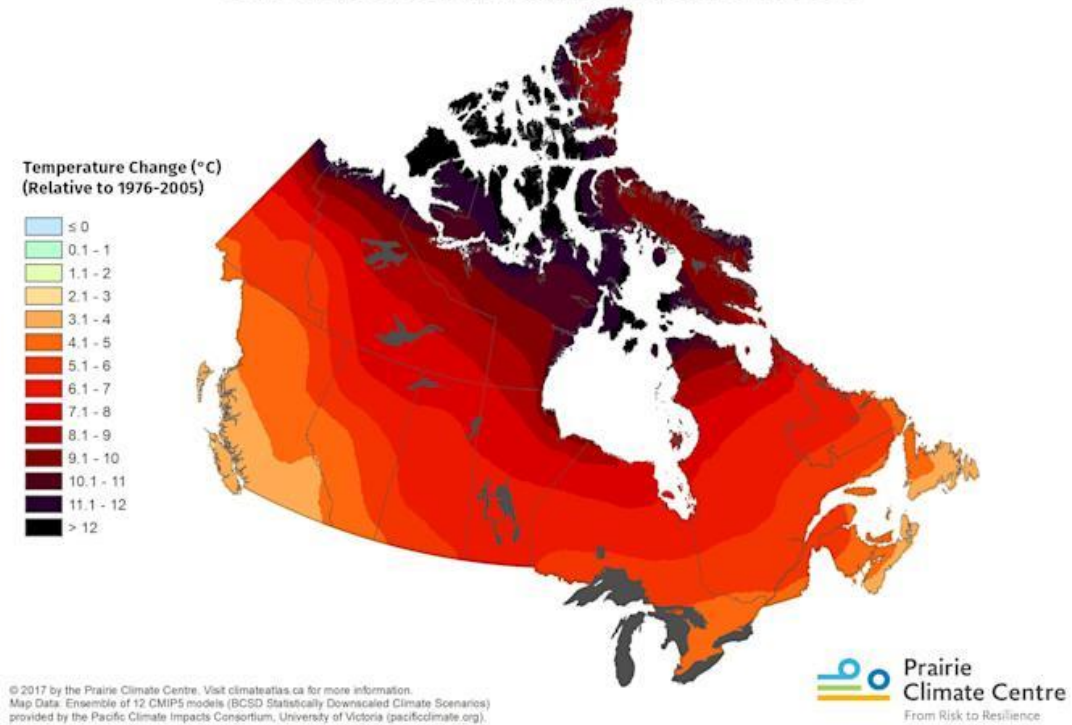 Temperature Change (°C)
(Relative to 1976-2005)
≤ 0
0.1 - 1
1.1 - 2
2.1 - 3
3.1 - 4
4.1 - 5
5.1 - 6
6.1 - 7
7.1 - 8
8.1 - 9
9.1 - 10
10.1 - 11
11.1 - 12
> 12
© 2017 by the Prairie Climate Centre. Visit climateatlas.ca for more information.
Map Data: Ensemble of 12 CMIP5 models (BCSD Statistically Downscaled Climate Scenarios)
provided by the Pacific Climate Impacts Consortium, University of Victoria (pacificclimate.org).
Prairie
Climate Centre
From Risk to Resilience